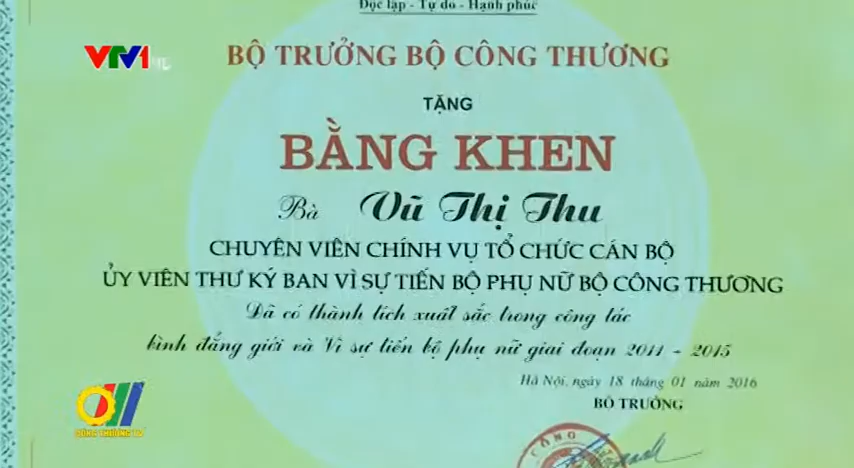 Độc lập - Tự do - Hạnh phúc
VTV1
BỘ TRƯỞNG BỘ CÔNG THƯƠNG
TẶNG
BẰNG KHEN
Bà Vũ Thị Thu
CHUYÊN VIÊN CHÍNH VỤ TỔ CHỨC CÁN BỘ
ỦY VIÊN THƯ KÝ BAN VÌ SỰ TIẾN BỘ PHỤ NỮ BỘ CÔNG THƯƠNG
Đã có thành tích xuất sắc trong công tác
bình đẳng giới và Vì sự tiến bộ phụ nữ giai đoạn 2011 - 2015
Hà Nội, ngày 18 tháng 01 năm 2016
BỘ TRƯỞNG
CÔNG THƯƠNG